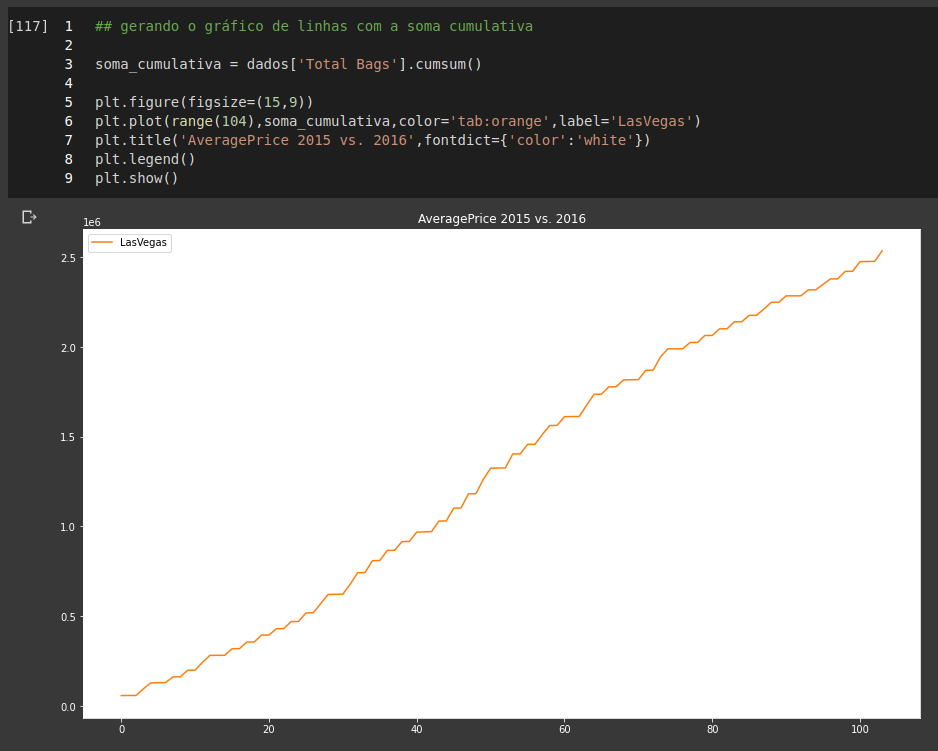 [117] 1 ## gerando o gráfico de linhas com a soma cumulativa
2
3 soma_cumulativa = dados['Total Bags'].cumsum()
4
5 plt.figure(figsize=(15,9))
6 plt.plot(range(104),soma_cumulativa,color='tab:orange',label='LasVegas')
7 plt.title('AveragePrice 2015 vs. 2016',fontdict={'color':'white'})
8 plt.legend()
9 plt.show()
1e6
AveragePrice 2015 vs. 2016
LasVegas
2.5
2.0
1.5
1.0
0.5
0.0
0 20 40 60 80 100